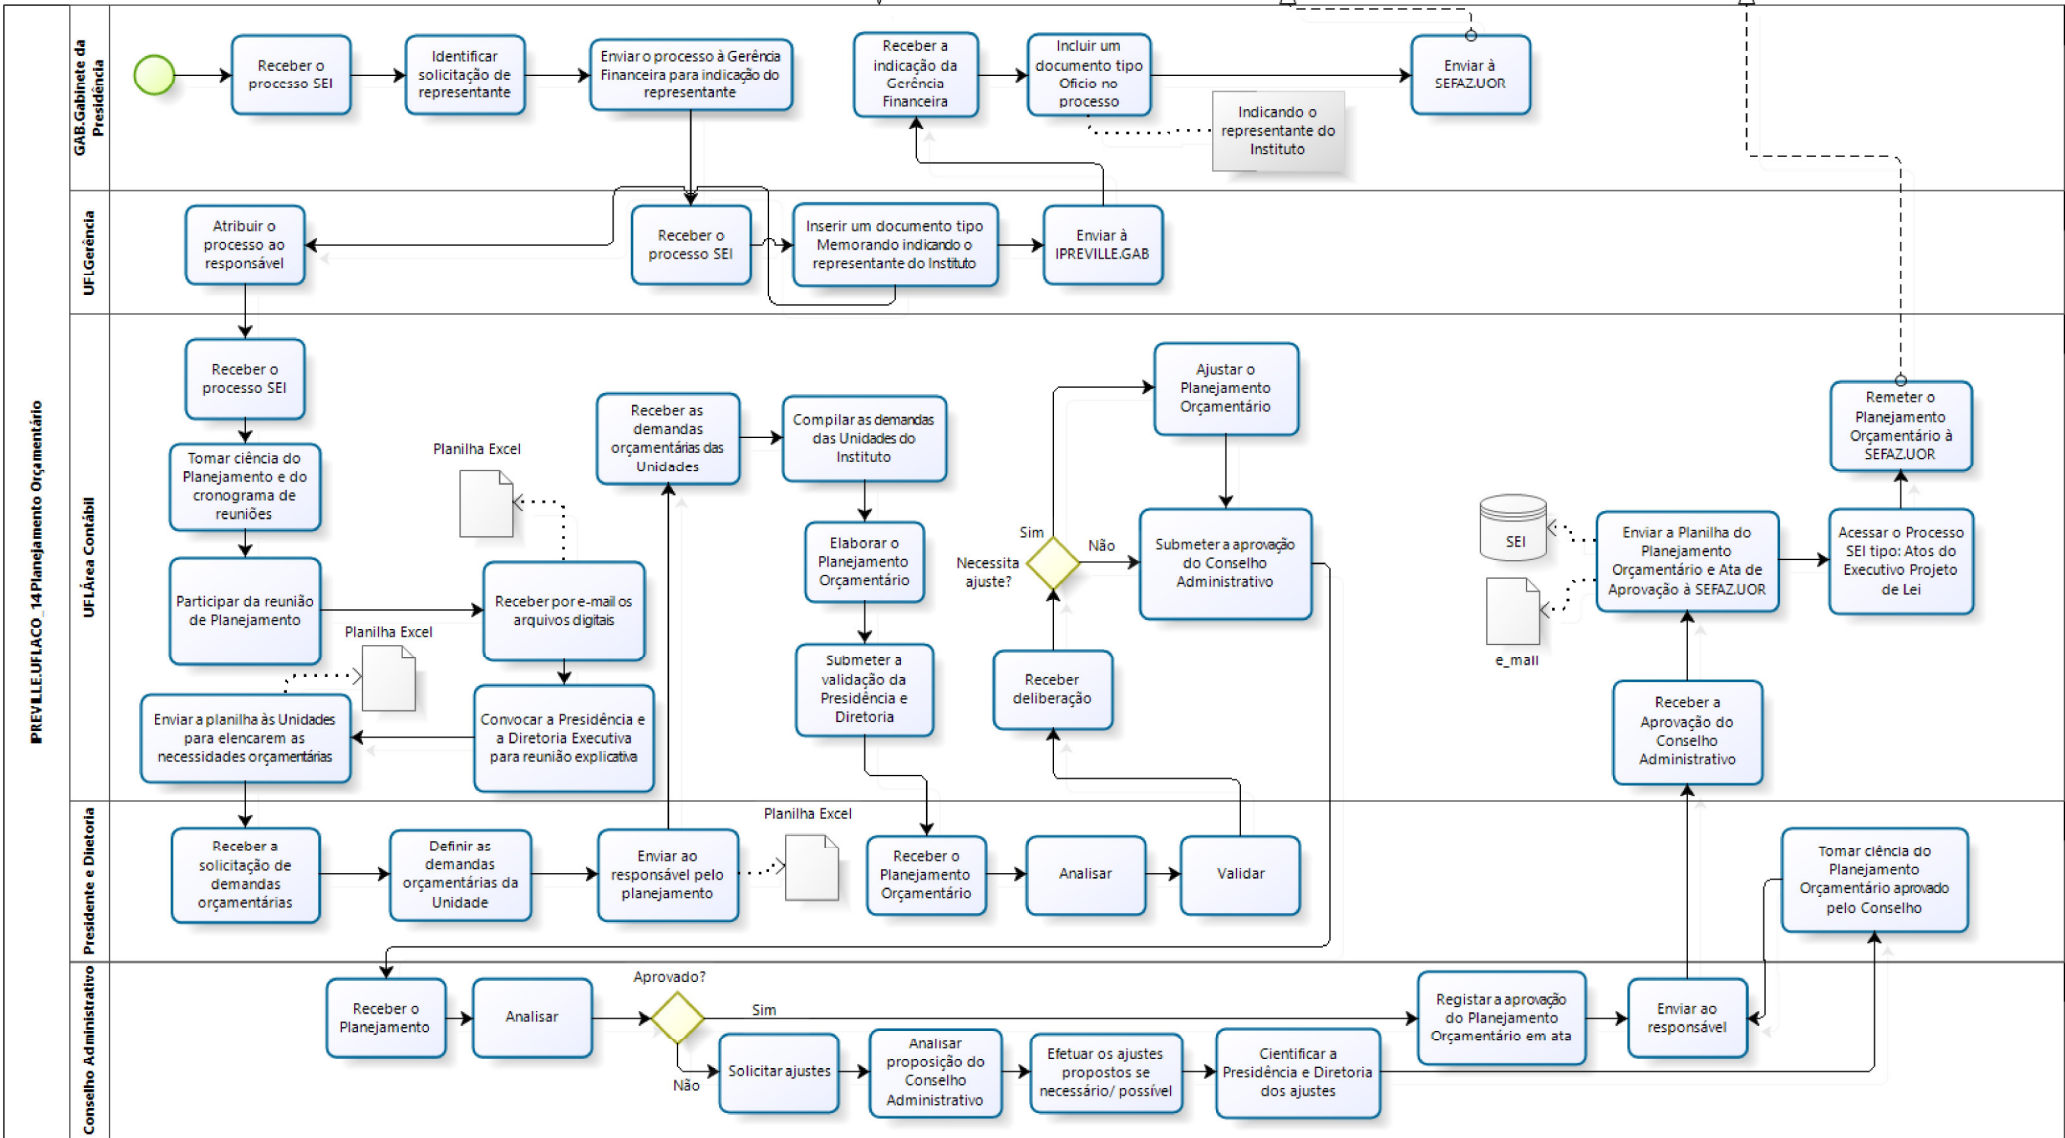 IPREVILLE.UFI.ACO_14 Planejamento Orçamentário
GAB.Gabinete da
Presidência
Receber o
processo SEI
Identificar
solicitação de
representante
Enviar o processo à Gerência
Financeira para indicação do
representante
Receber a
indicação da
Gerência
Financeira
Incluir um
documento tipo
Oficio no
processo
Enviar à
SEFAZ.UOR
Indicando o
representante do
Instituto
UFI.Gerência
Atribuir o
processo ao
responsável
Receber o
processo SEI
Inserir um documento tipo
Memorando indicando o
representante do Instituto
Enviar à
IPREVILLE.GAB
UFI.Área Contábil
Receber o
processo SEI
Tomar ciência do
Planejamento e do
cronograma de
reuniões
Participar da reunião
de Planejamento
Planilha Excel
Receber por e-mail os
arquivos digitais
Planilha Excel
Enviar a planilha às Unidades
para elencarem as
necessidades orçamentárias
Convocar a Presidência e
a Diretoria Executiva
para reunião explicativa
Receber as
demandas
orçamentárias das
Unidades
Compilar as demandas
das Unidades do
Instituto
Elaborar o
Planejamento
Orçamentário
Submeter a
validação da
Presidência e
Diretoria
Receber
deliberação
Necessita
ajuste?
Sim
Não
Ajustar o
Planejamento
Orçamentário
Submeter a aprovação
do Conselho
Administrativo
SEI
e_mail
Enviar a Planilha do
Planejamento
Orçamentário e Ata de
Aprovação à SEFAZ.UOR
Receber a
Aprovação do
Conselho
Administrativo
Remeter o
Planejamento
Orçamentário à
SEFAZ.UOR
Acessar o Processo
SEI tipo: Atos do
Executivo Projeto
de Lei
Presidente e Diretoria
Receber a
solicitação de
demandas
orçamentárias
Definir as
demandas
orçamentárias da
Unidade
Enviar ao
responsável pelo
planejamento
Planilha Excel
Receber o
Planejamento
Orçamentário
Analisar
Validar
Tomar ciência do
Planejamento
Orçamentário aprovado
pelo Conselho
Conselho Administrativo
Receber o
Planejamento
Analisar
Aprovado?
Sim
Não
Solicitar ajustes
Analisar
proposição do
Conselho
Administrativo
Efetuar os ajustes
propostos se
necessário/ possível
Cientificar a
Presidência e Diretoria
dos ajustes
Registar a aprovação
do Planejamento
Orçamentário em ata
Enviar ao
responsável